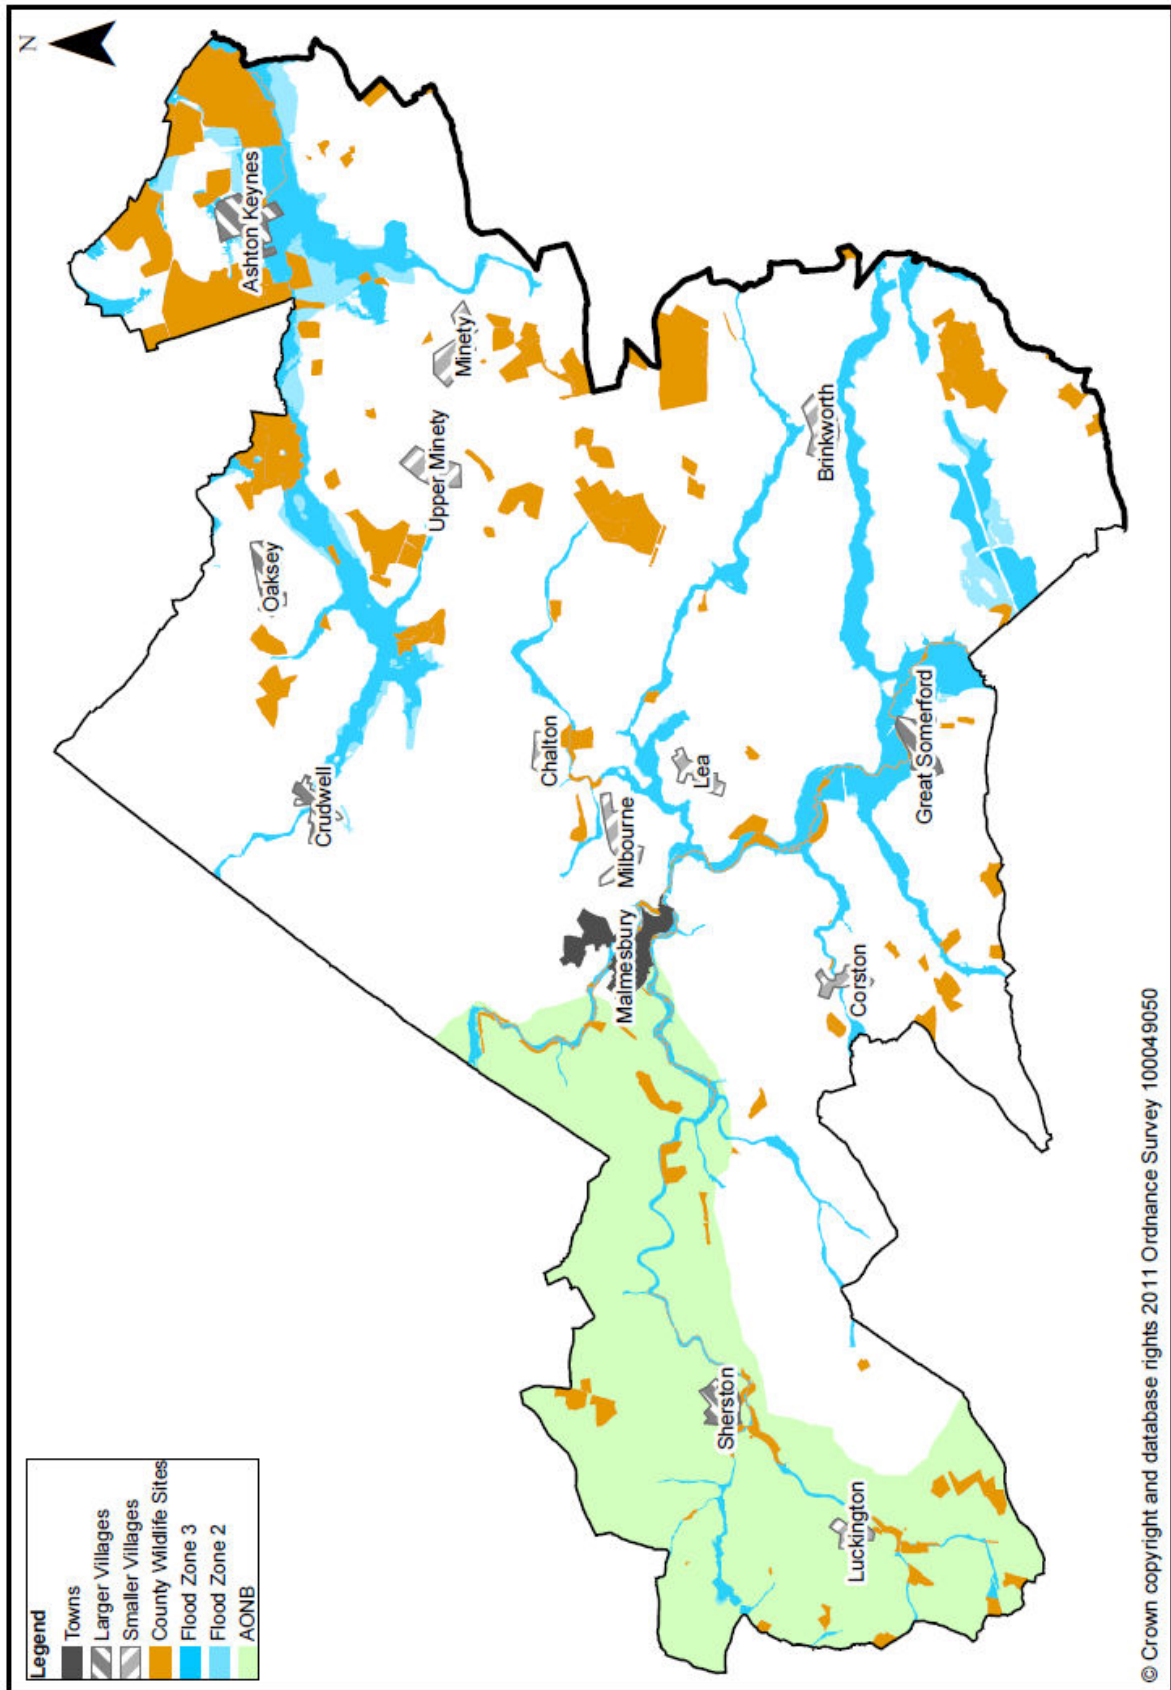 N
Legend
Towns
Larger Villages
Smaller Villages
County Wildlife Sites
Flood Zone 3
Flood Zone 2
AONB
Ashton Keynes
Minety
Upper Minety
Oaksey
Brinkworth
Crudwell
Chalton
Lea
Milbourne
Great Somerford
Malmesbury
Corston
Sherston
Luckington
© Crown copyright and database rights 2011 Ordnance Survey 100049050